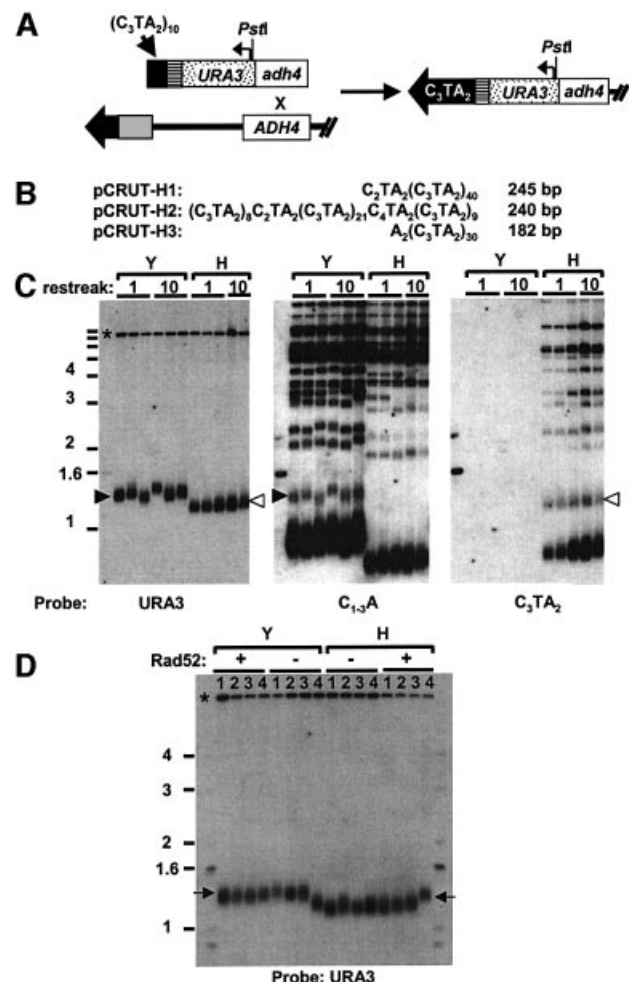 A
(C₃TA₂)₁₀
PstI
URA3 adh4
X
ADH4
PstI
C₃TA₂ URA3 adh4
B
pCRUT-H1: C₂TA₂(C₃TA₂)₄₀ 245 bp
pCRUT-H2: (C₃TA₂)₈C₂TA₂(C₃TA₂)₂₁C₄TA₂(C₃TA₂)₉ 240 bp
pCRUT-H3: A₂(C₃TA₂)₃₀ 182 bp
C
Y H Y H Y H
restreak: 1 10 1 10 1 10 1 10 1 10 1 10
*
4
3
2
1.6
1
Probe: URA3 C₁₋₃A C₃TA₂
D
Y H
Rad52: + - - +
1 2 3 4 1 2 3 4 1 2 3 4 1 2 3 4
*
4
3
2
1.6
1
Probe: URA3